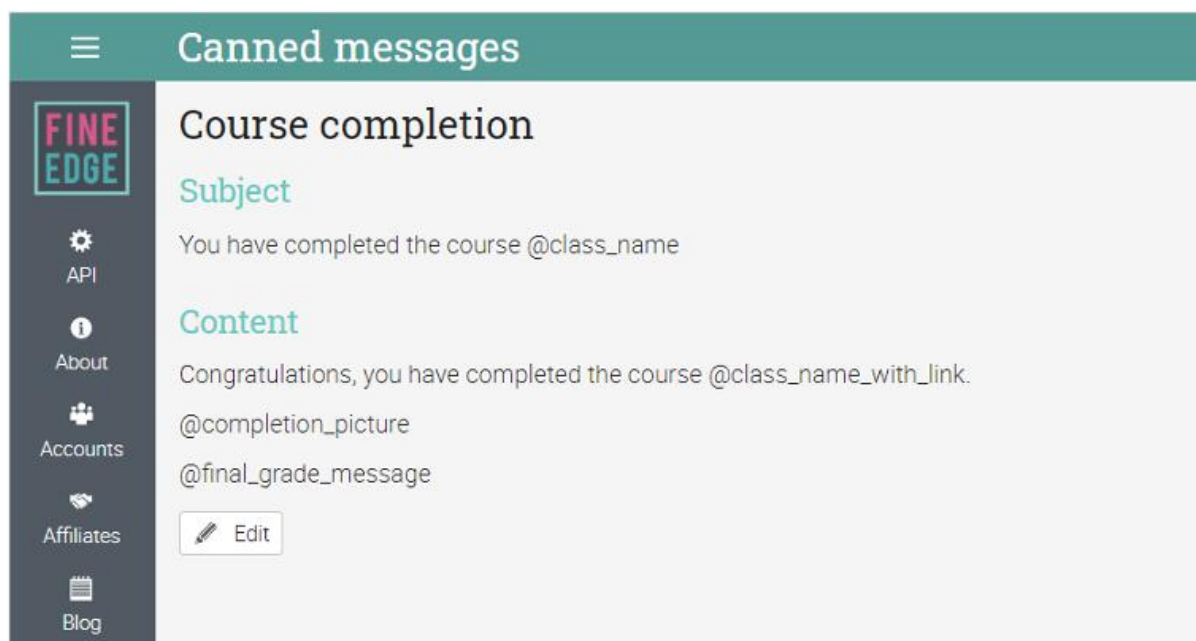 Canned messages
FINE
EDGE
API
About
Accounts
Affiliates
Blog
Course completion
Subject
You have completed the course @class_name
Content
Congratulations, you have completed the course @class_name_with_link.
@completion_picture
@final_grade_message
Edit